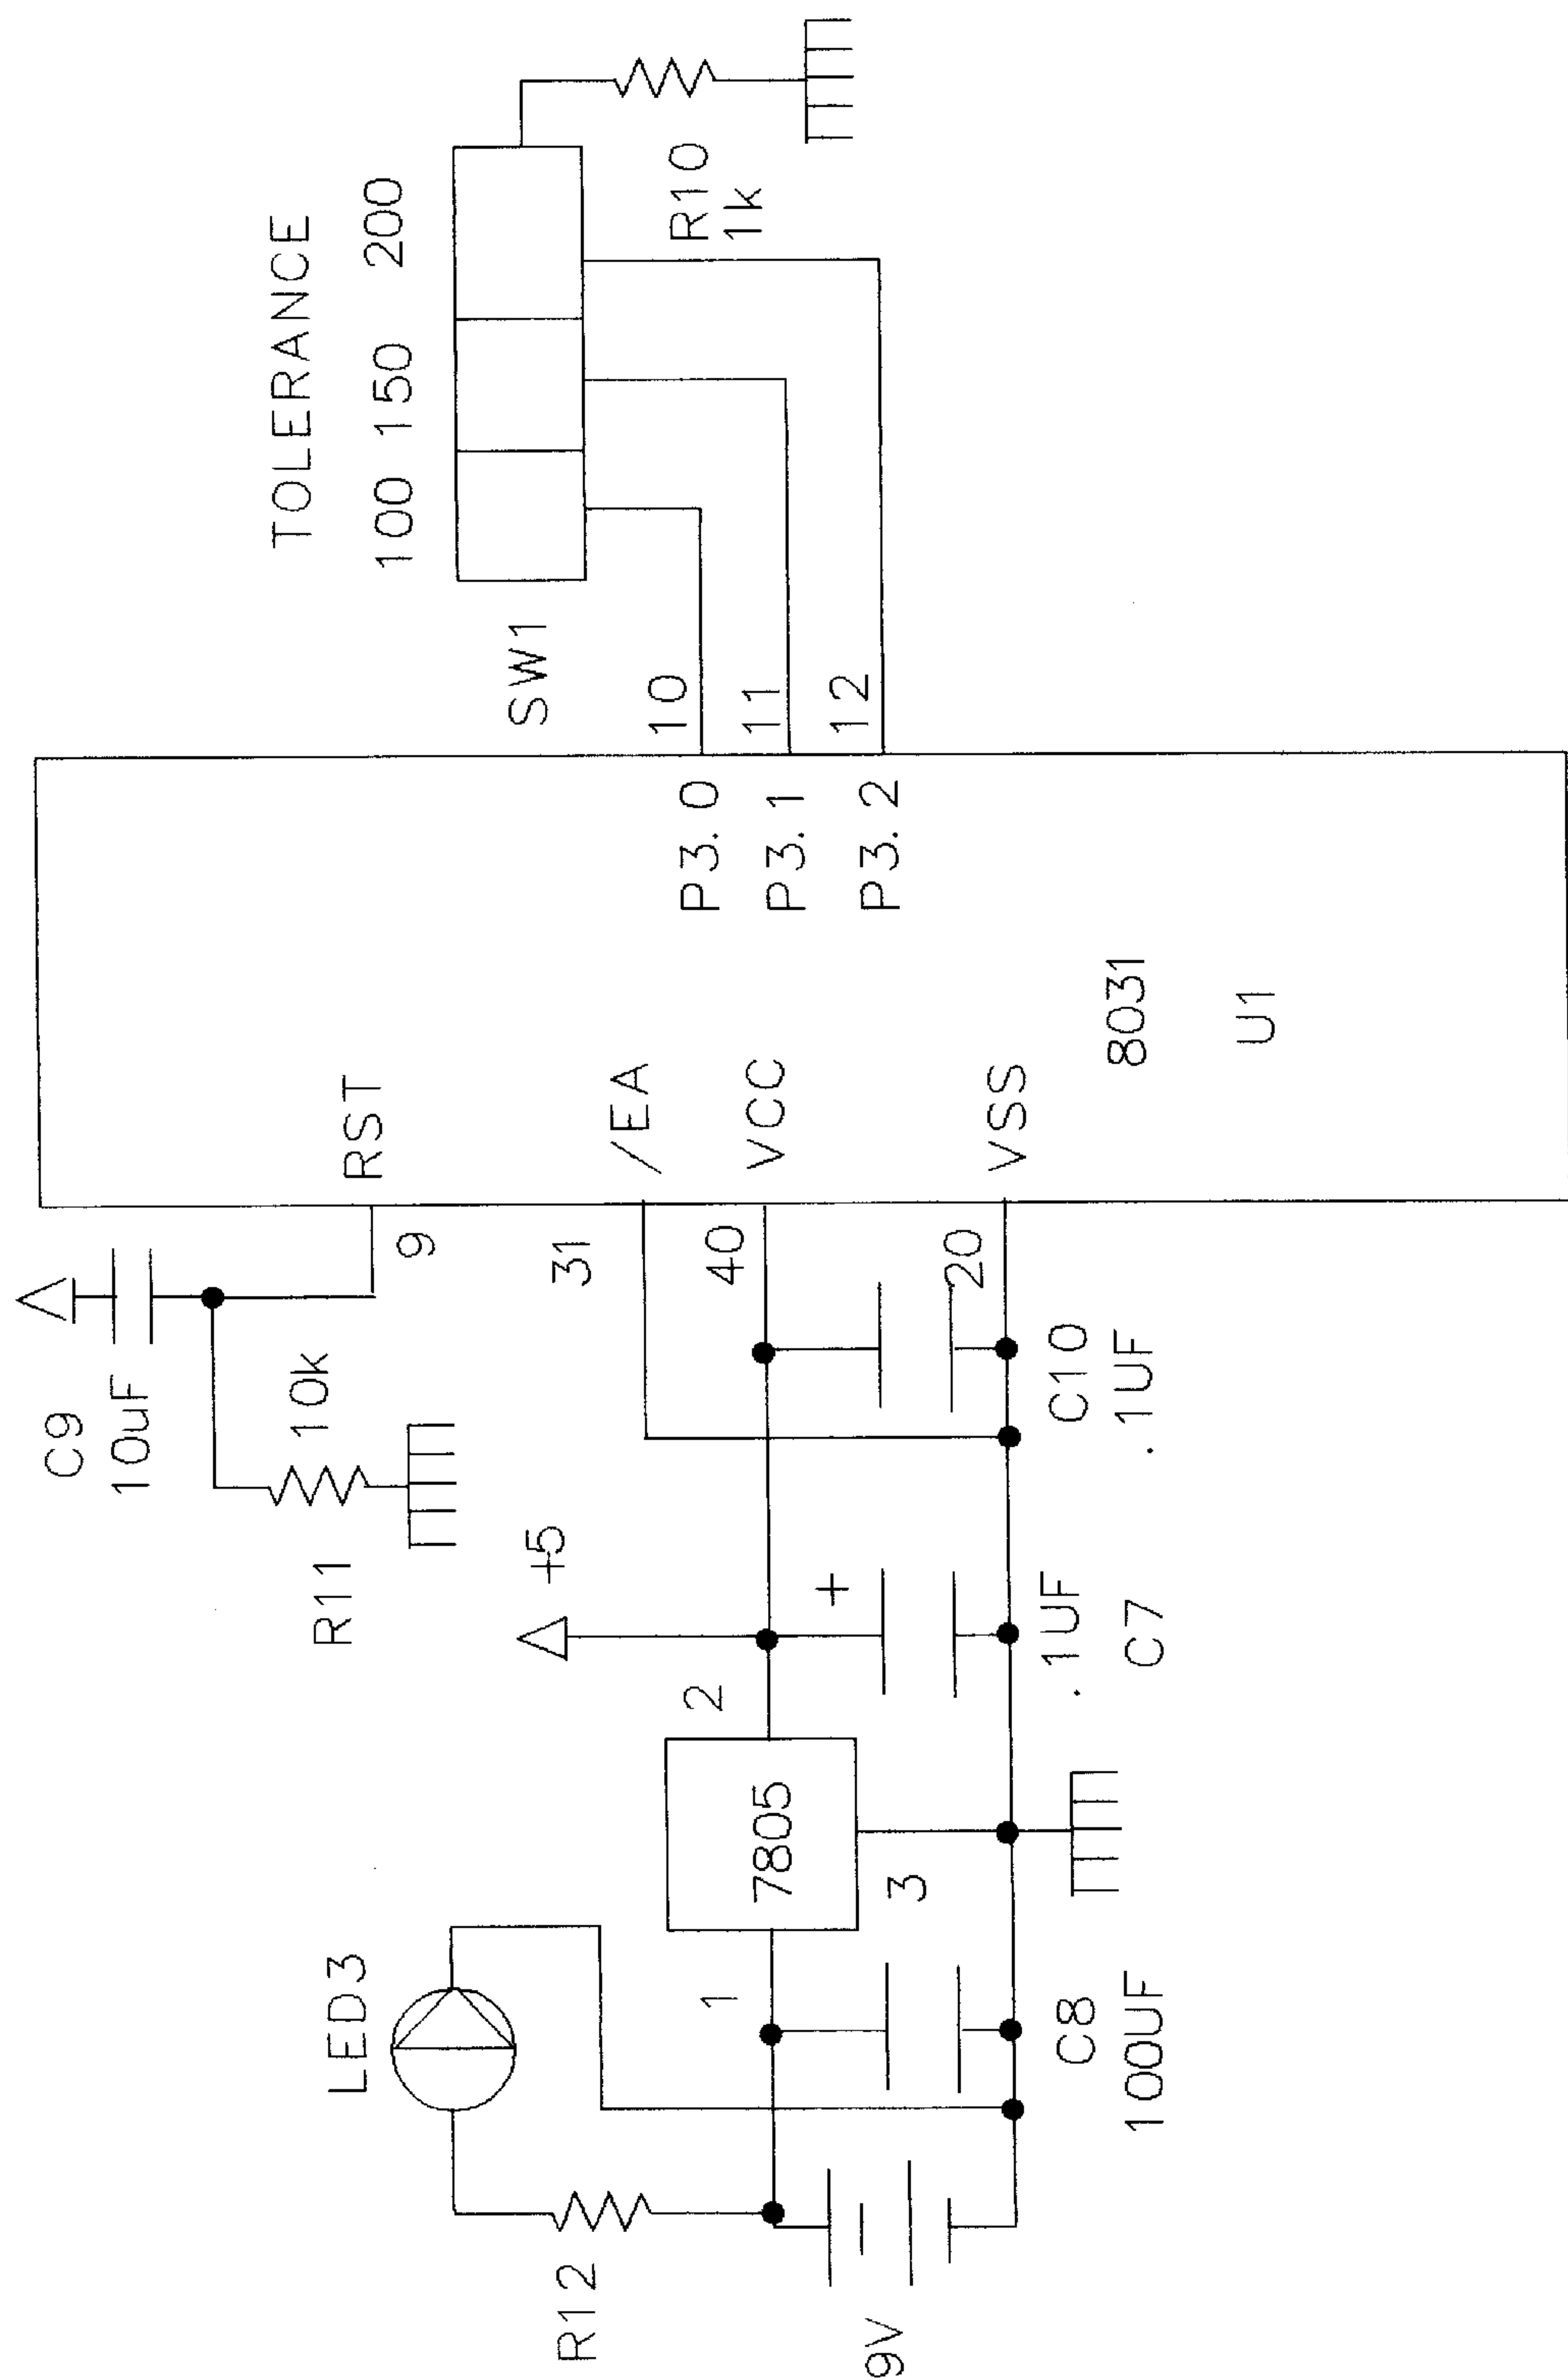 TOLERANCE
100 150 200
SW1
R10
1k
10
11
12
P3.0
P3.1
P3.2
8031
U1
RST
/EA
VCC
VSS
9
31
40
20
C9
10uF
10k
R11
C10
.1UF
+5
+
.1UF
C7
2
7805
3
1
LED3
C8
100UF
R12
9V